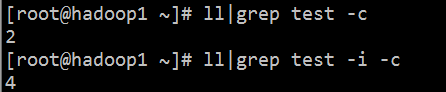 [root@hadoop1 ~]# ll|grep test -c
2
[root@hadoop1 ~]# ll|grep test -i -c
4